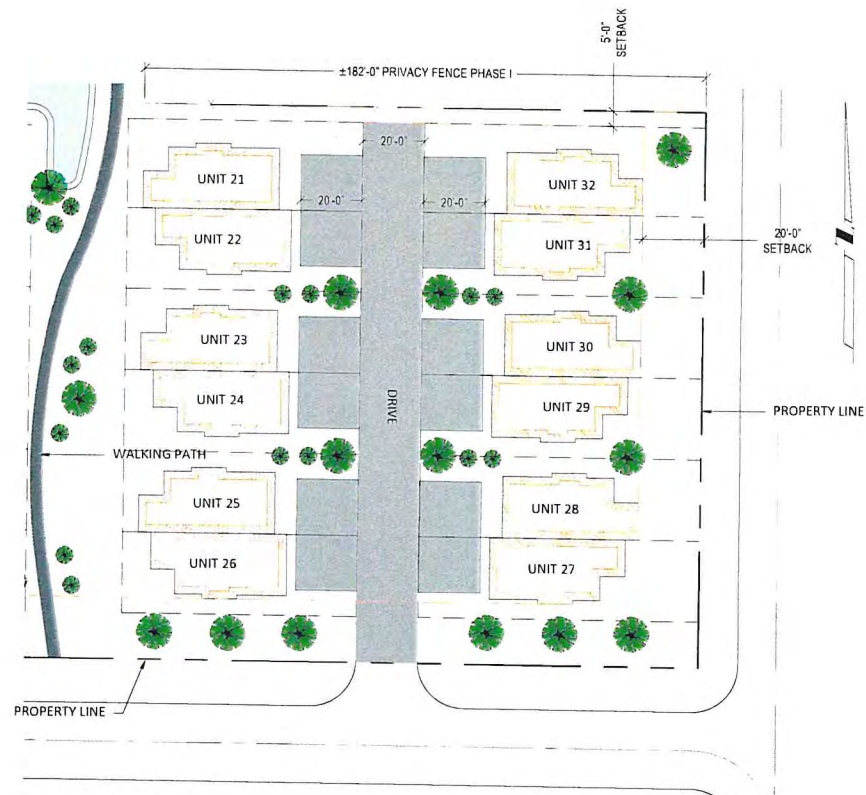 5'-0"
SETBACK
±182'-0" PRIVACY FENCE PHASE I
20'-0"
UNIT 21
UNIT 32
20'-0"
20'-0"
UNIT 22
UNIT 31
20'-0"
SETBACK
UNIT 23
UNIT 30
UNIT 24
DRIVE
UNIT 29
PROPERTY LINE
WALKING PATH
UNIT 25
UNIT 28
UNIT 26
UNIT 27
PROPERTY LINE